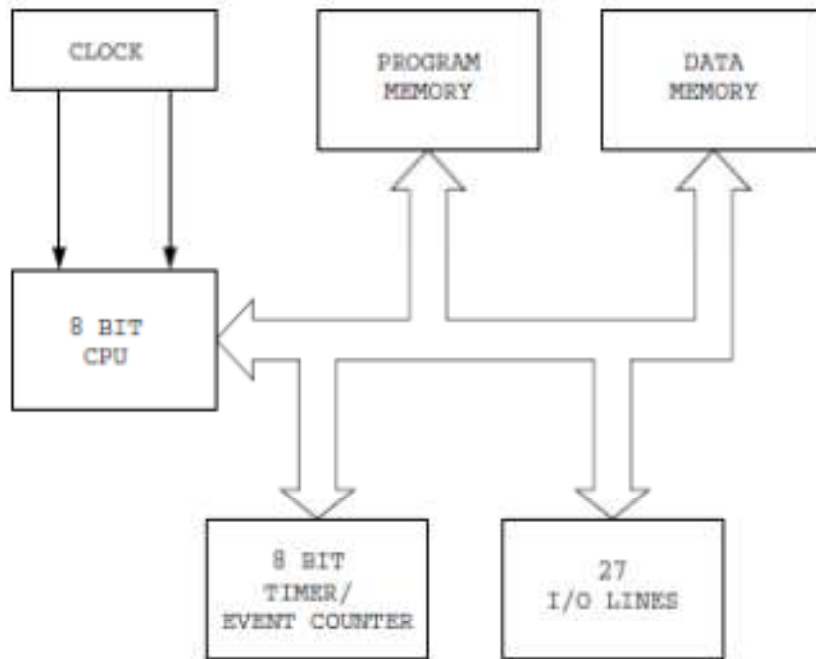 CLOCK
PROGRAM
MEMORY
DATA
MEMORY
8 BIT
CPU
8 BIT
TIMER/
EVENT COUNTER
27
I/O LINES